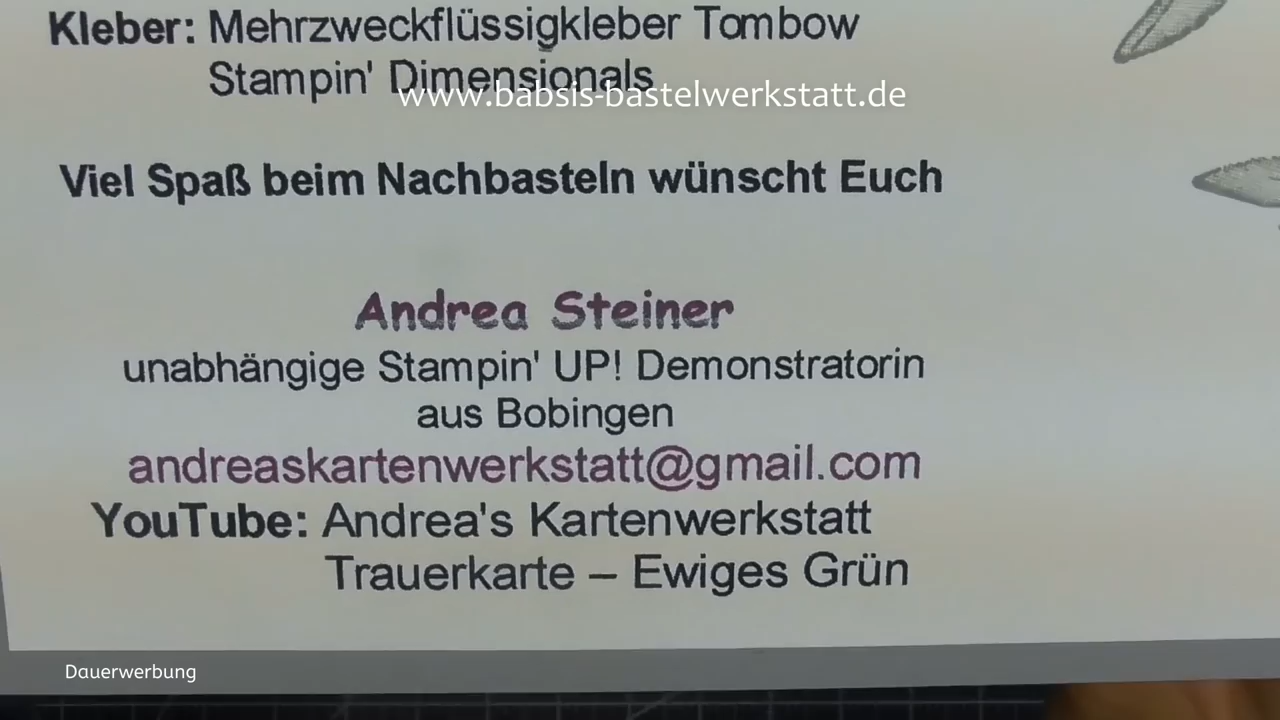 Kleber: Mehrzweckflüssigkleber Tombow
Stampin' Dimensionals
www.babsis-bastelwerkstatt.de
Viel Spaß beim Nachbasteln wünscht Euch
Andrea Steiner
unabhängige Stampin' UP! Demonstratorin
aus Bobingen
andreaskartenwerkstatt@gmail.com
YouTube: Andrea's Kartenwerkstatt
Trauerkarte – Ewiges Grün
Dauerwerbung